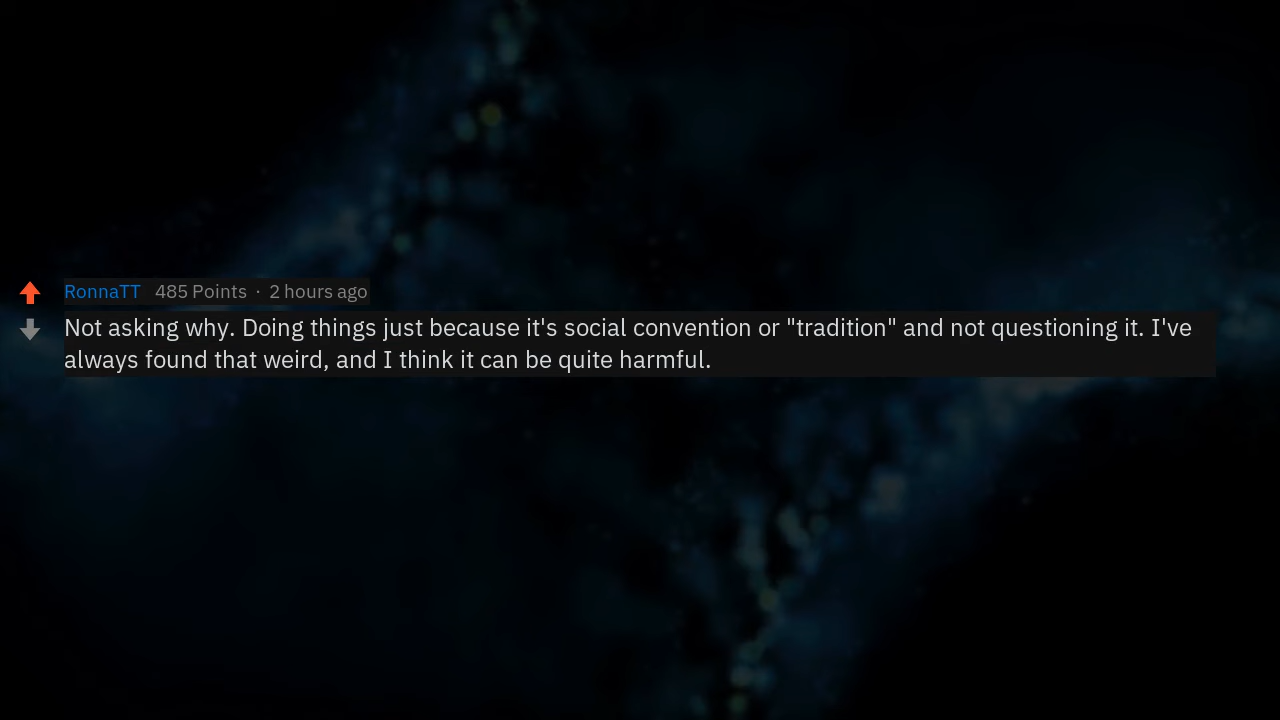 RonnaTT 485 Points · 2 hours ago
Not asking why. Doing things just because it's social convention or "tradition" and not questioning it. I've
always found that weird, and I think it can be quite harmful.